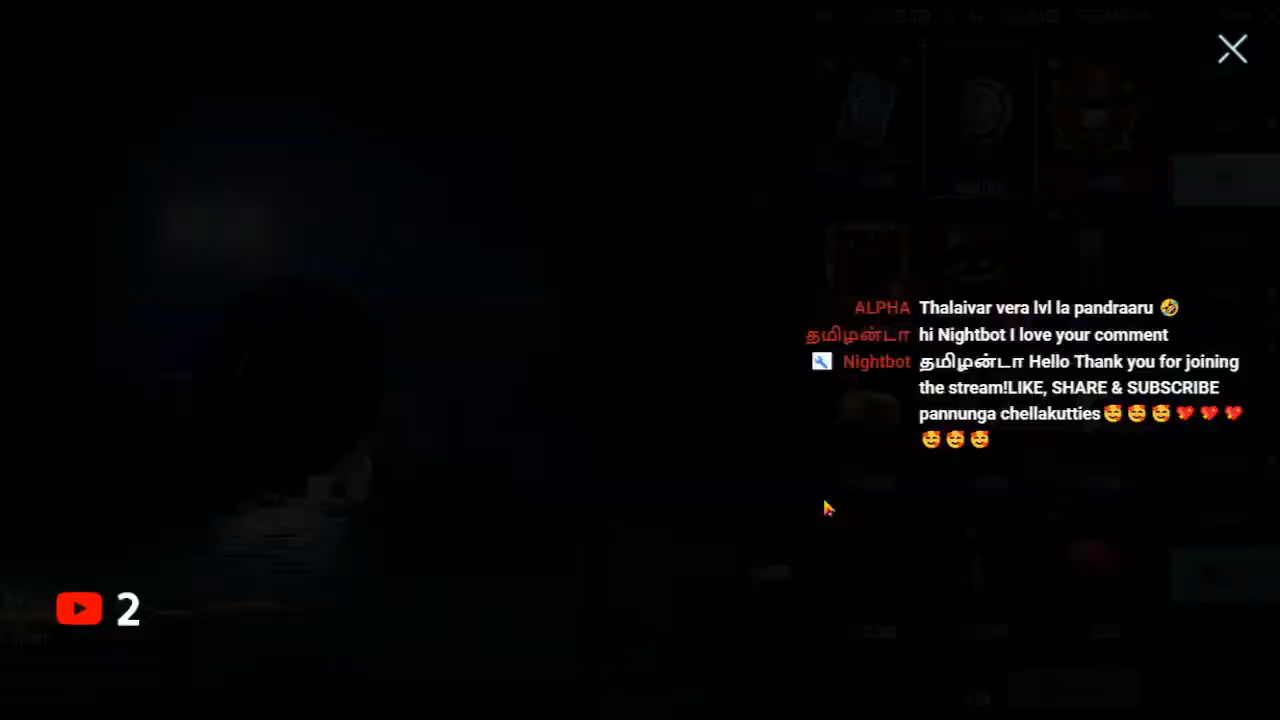 ALPHA Thalaivar vera lvl la pandraaru 🤣
தமிழன்டா hi Nightbot I love your comment
Nightbot தமிழன்டா Hello Thank you for joining
the stream!LIKE, SHARE & SUBSCRIBE
pannunga chellakutties🥰 🥰 🥰 💖 💖 💖
🥰 🥰 🥰
2